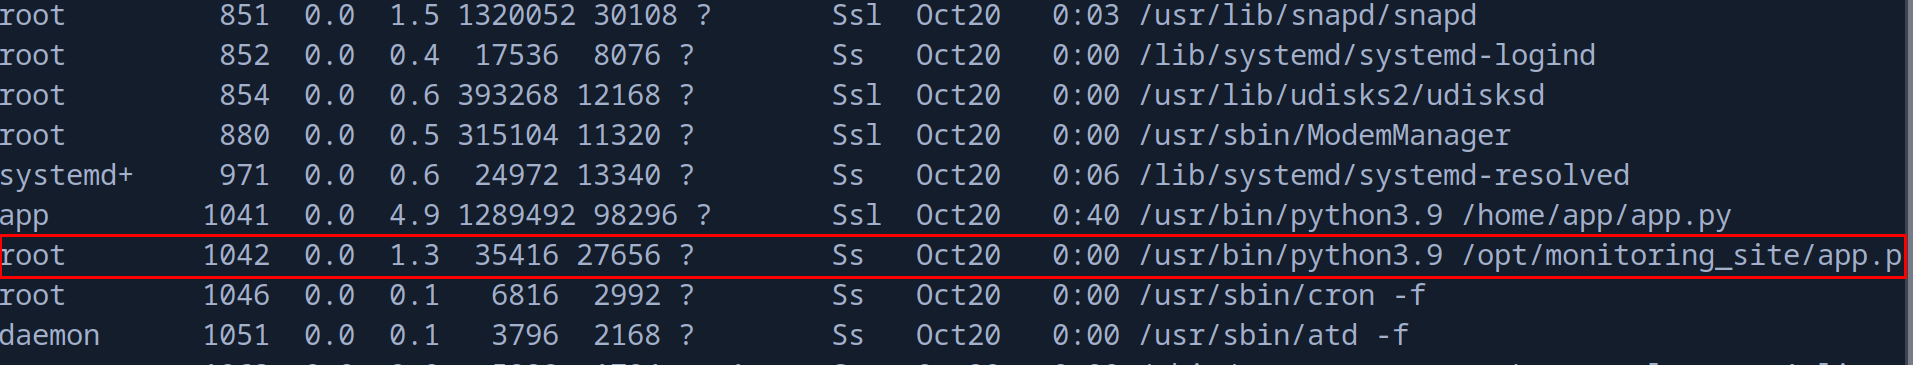 root 851 0.0 1.5 1320052 30108 ? Ssl Oct20 0:03 /usr/lib/snapd/snapd
root 852 0.0 0.4 17536 8076 ? Ss Oct20 0:00 /lib/systemd/systemd-logind
root 854 0.0 0.6 393268 12168 ? Ssl Oct20 0:00 /usr/lib/udisks2/udisksd
root 880 0.0 0.5 315104 11320 ? Ssl Oct20 0:00 /usr/sbin/ModemManager
systemd+ 971 0.0 0.6 24972 13340 ? Ss Oct20 0:06 /lib/systemd/systemd-resolved
app 1041 0.0 4.9 1289492 98296 ? Ssl Oct20 0:40 /usr/bin/python3.9 /home/app/app.py
root 1042 0.0 1.3 35416 27656 ? Ss Oct20 0:00 /usr/bin/python3.9 /opt/monitoring_site/app.p
root 1046 0.0 0.1 6816 2992 ? Ss Oct20 0:00 /usr/sbin/cron -f
daemon 1051 0.0 0.1 3796 2168 ? Ss Oct20 0:00 /usr/sbin/atd -f